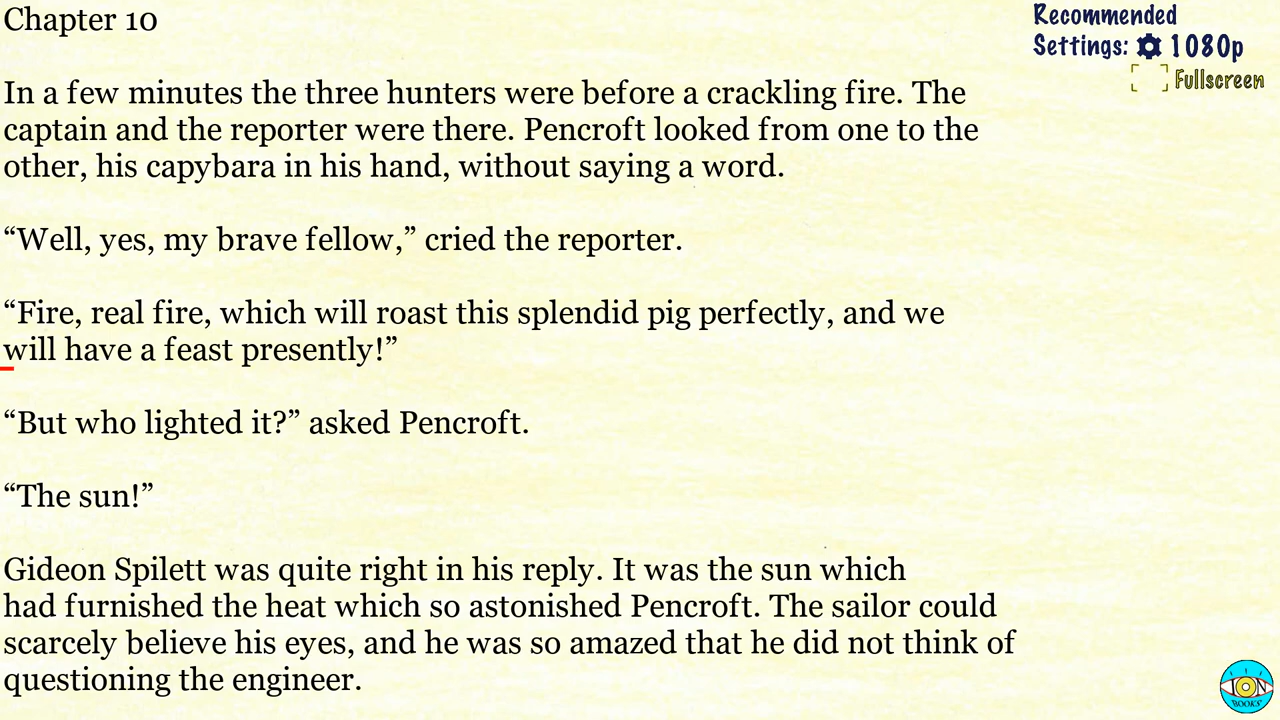 Chapter 10
Recommended
Settings: 1080p
Fullscreen
In a few minutes the three hunters were before a crackling fire. The
captain and the reporter were there. Pencroft looked from one to the
other, his capybara in his hand, without saying a word.
“Well, yes, my brave fellow,” cried the reporter.
“Fire, real fire, which will roast this splendid pig perfectly, and we
will have a feast presently!”
“But who lighted it?” asked Pencroft.
“The sun!”
Gideon Spilett was quite right in his reply. It was the sun which
had furnished the heat which so astonished Pencroft. The sailor could
scarcely believe his eyes, and he was so amazed that he did not think of
questioning the engineer.
ION
BOOKS